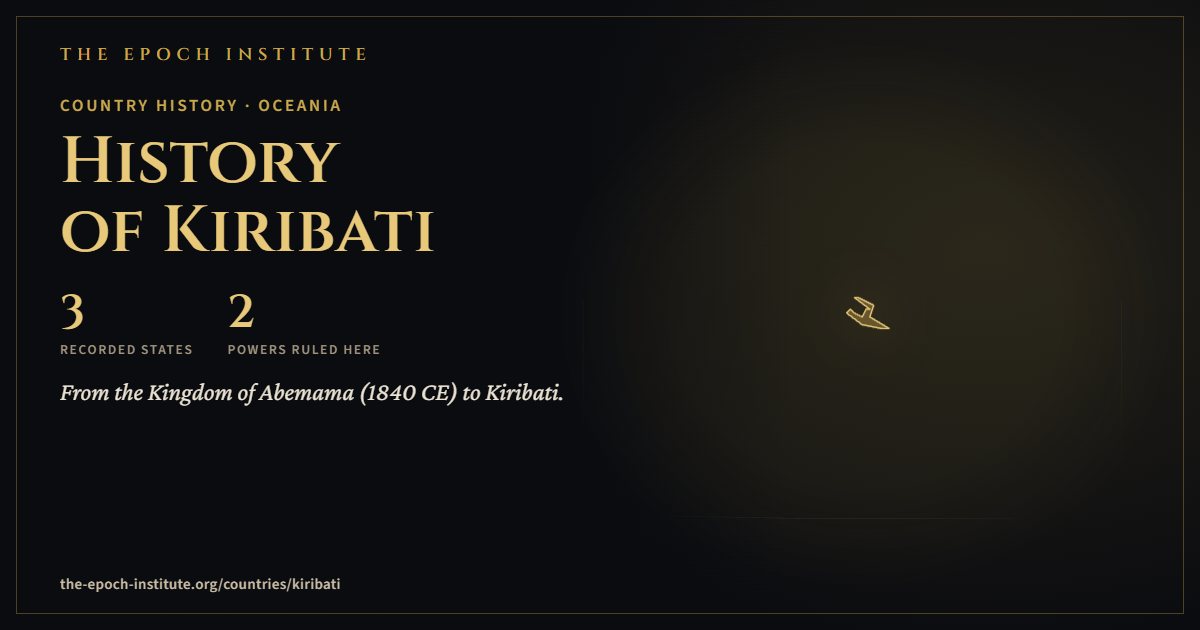 THE EPOCH INSTITUTE
COUNTRY HISTORY · OCEANIA
History
of Kiribati
3 2
RECORDED STATES POWERS RULED HERE
From the Kingdom of Abemama (1840 CE) to Kiribati.
the-epoch-institute.org/countries/kiribati